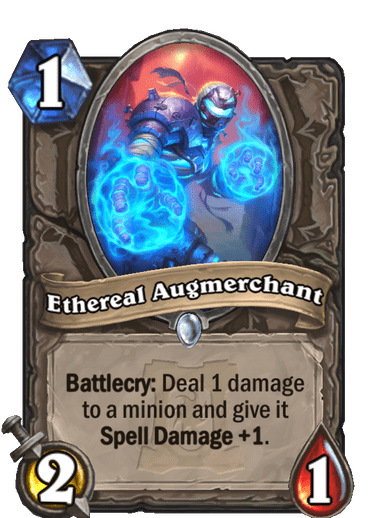 1
Ethereal Augmerchant
Battlecry: Deal 1 damage
to a minion and give it
Spell Damage +1.
2
1